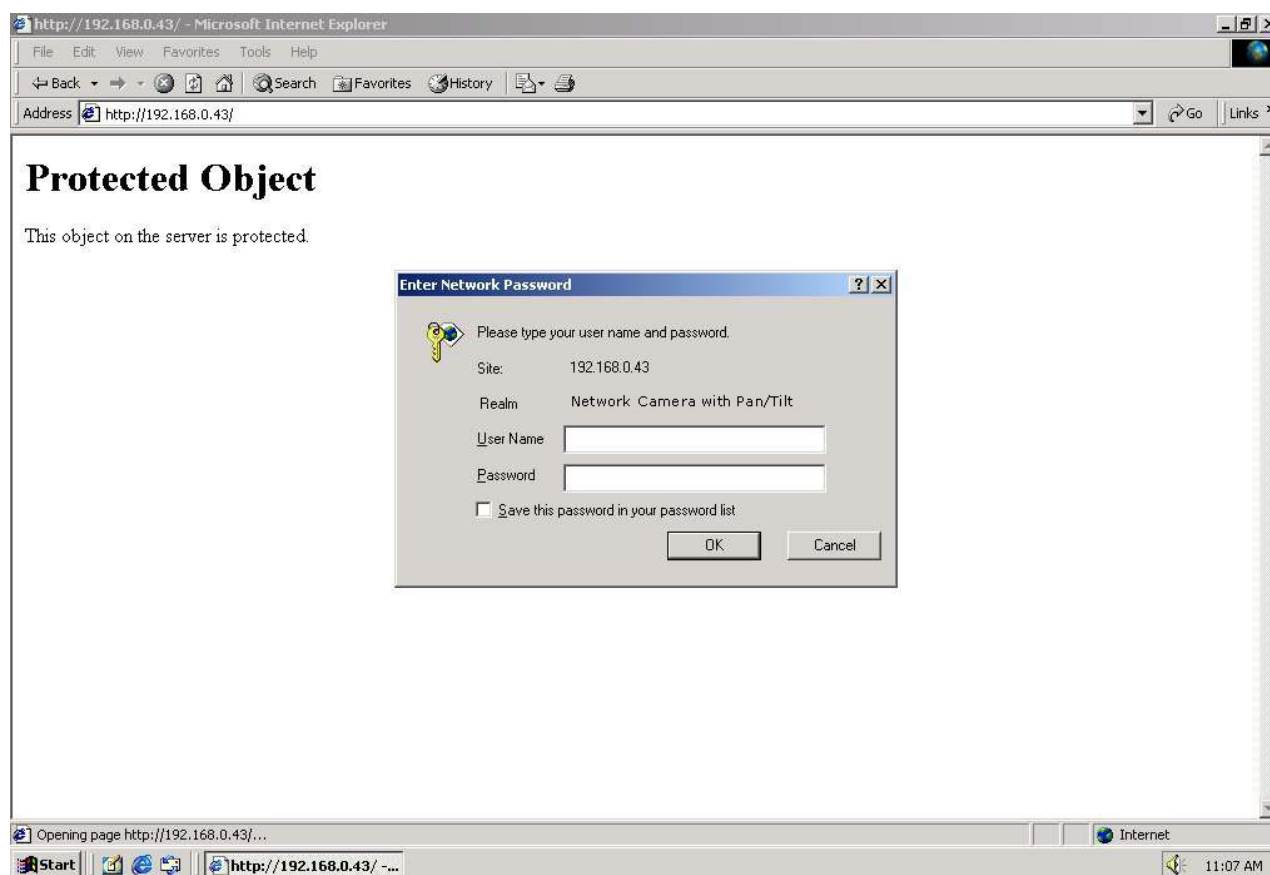 http://192.168.0.43/ - Microsoft Internet Explorer
File Edit View Favorites Tools Help
Back Search Favorites History
Address http://192.168.0.43/ Go Links
Protected Object
This object on the server is protected.
Enter Network Password
Please type your user name and password.
Site: 192.168.0.43
Realm Network Camera with Pan/Tilt
User Name
Password
Save this password in your password list
OK Cancel
Opening page http://192.168.0.43/... Internet
Start http://192.168.0.43/ -... 11:07 AM